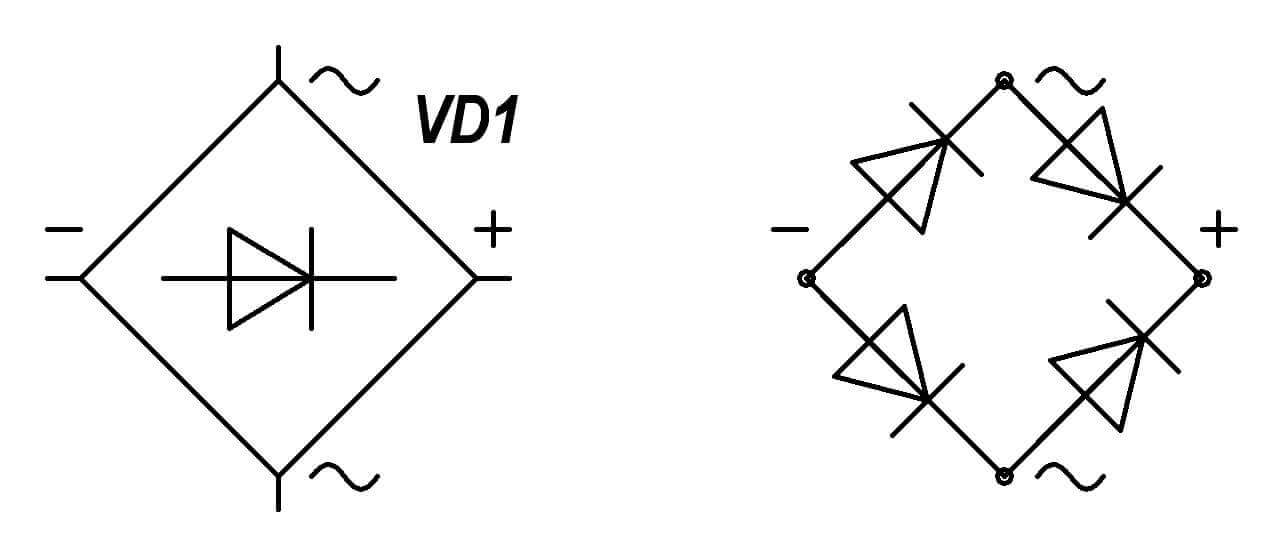 ~ ~
VD1
− + − +
~ ~